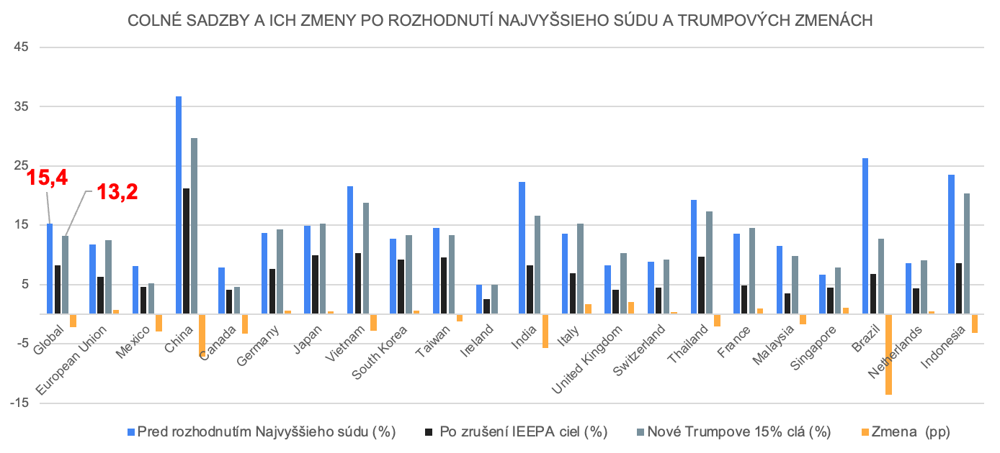 COLNÉ SADZBY A ICH ZMENY PO ROZHODNUTÍ NAJVYŠSIEHO SÚDU A TRUMPOVÝCH ZMENÁCH
45
35
25
15
5
-5
-15
15,4
13,2
Global
European Union
Mexico
China
Canada
Germany
Japan
Vietnam
South Korea
Taiwan
Ireland
India
Italy
United Kingdom
Switzerland
Thailand
France
Malaysia
Singapore
Brazil
Netherlands
Indonesia
Pred rozhodnutím Najvyššieho súdu (%)
Po zrušení IEEPA ciel (%)
Nové Trumpove 15% clá (%)
Zmena (pp)